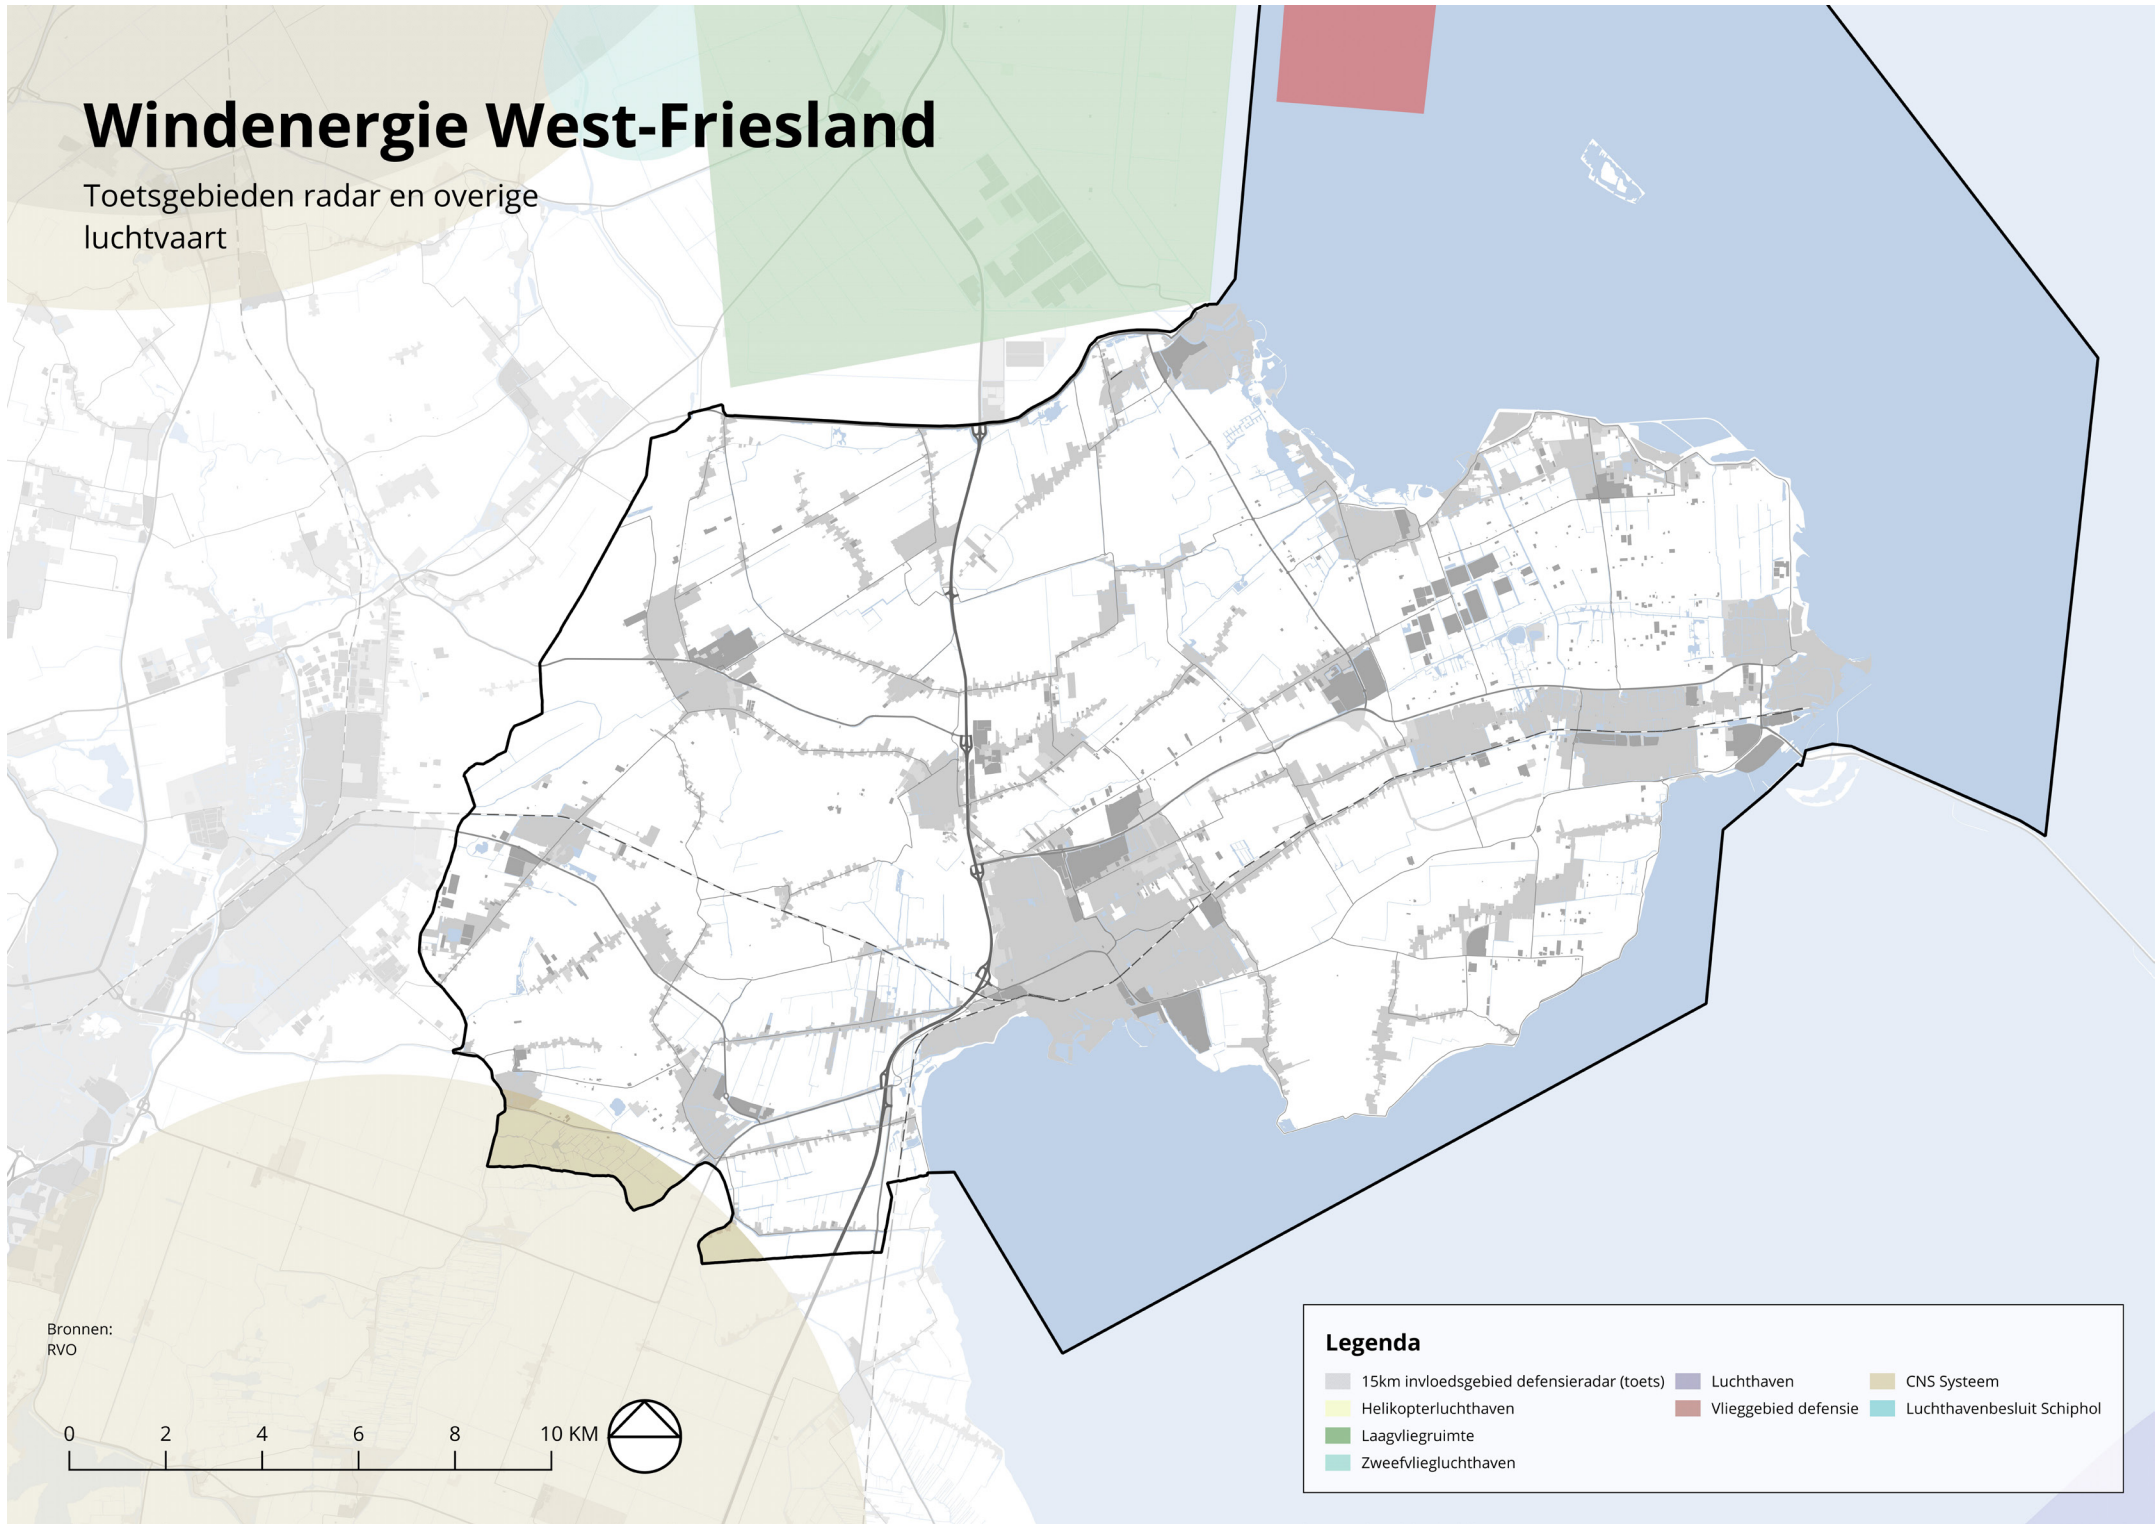 Windenergie West-Friesland
Toetsgebieden radar en overige
luchtvaart
Bronnen:
RVO
0 2 4 6 8 10 KM
Legenda
15km invloedsgebied defensieradar (toets)
Helikopterluchthaven
Laagvliegruimte
Zweefvliegluchthaven
Luchthaven
Vlieggebied defensie
CNS Systeem
Luchthavenbesluit Schiphol